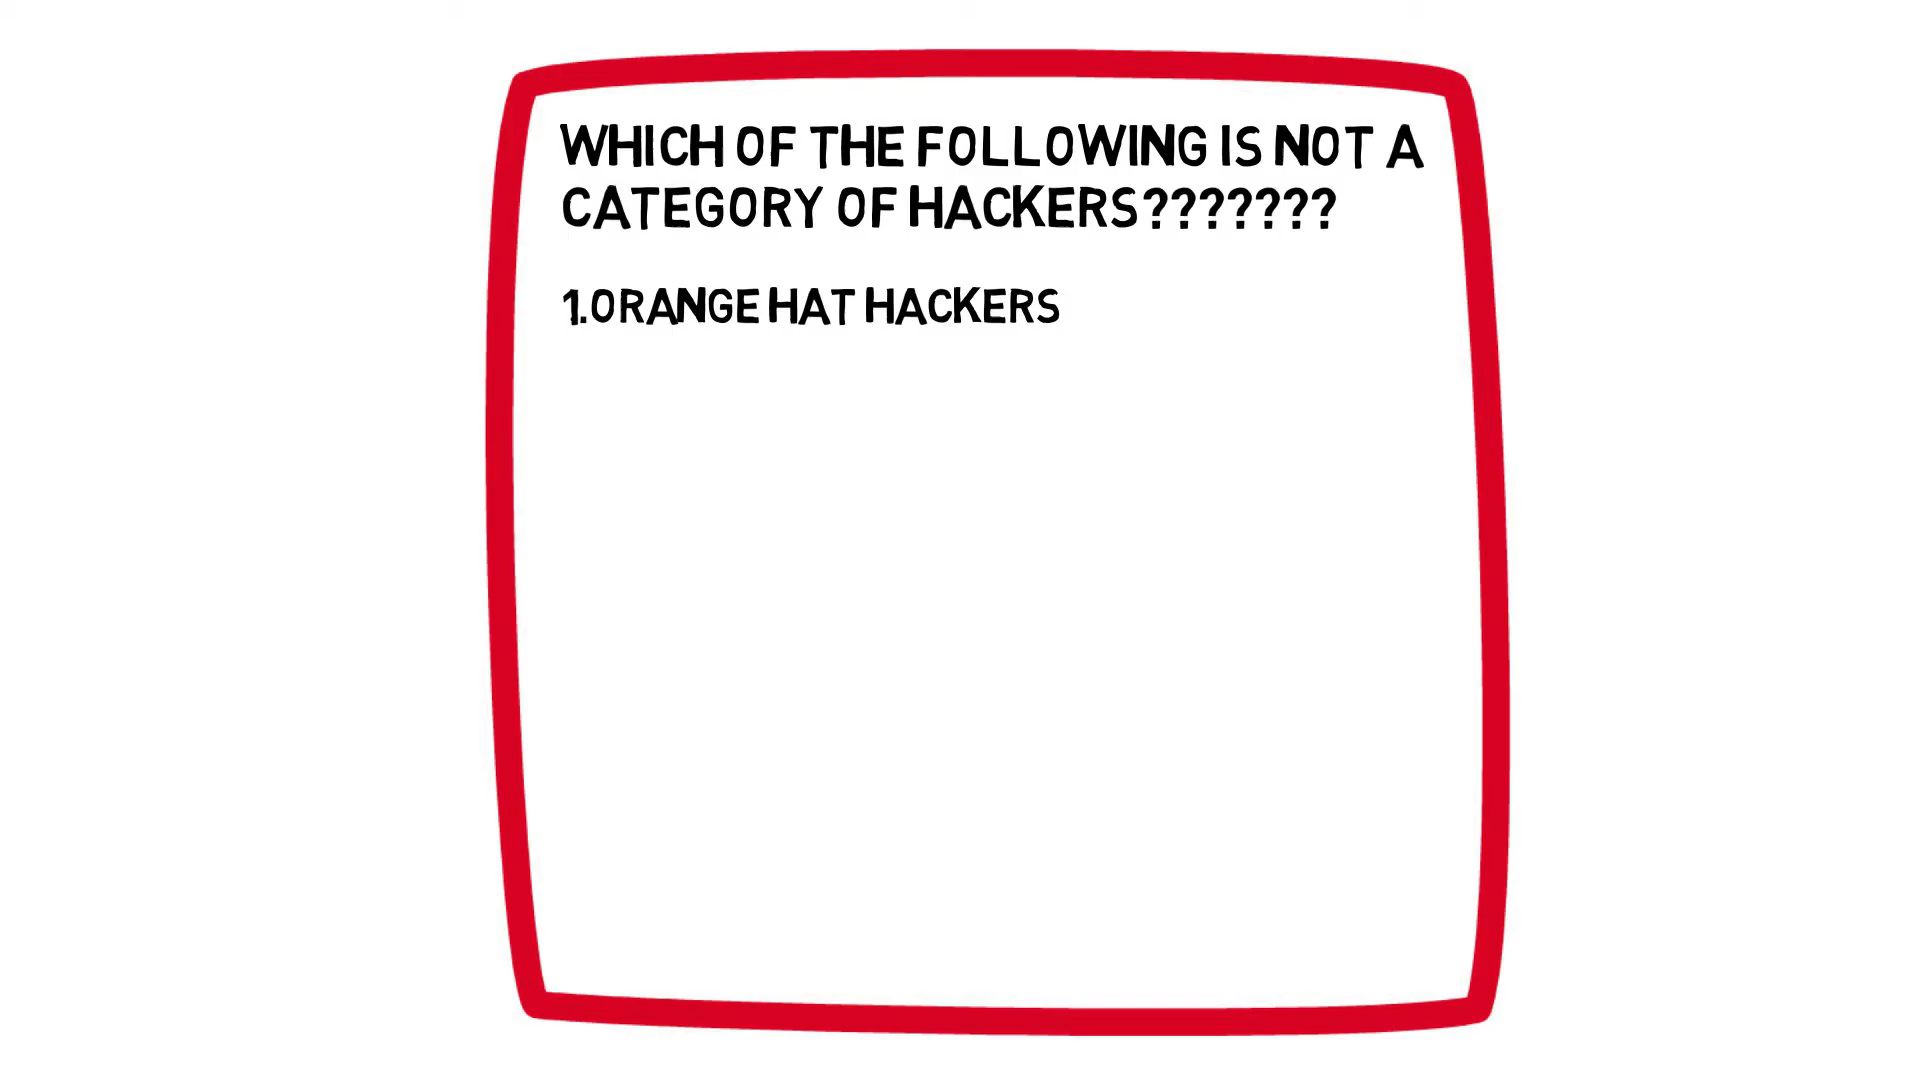 WHICH OF THE FOLLOWING IS NOT A
CATEGORY OF HACKERS???????
1.ORANGE HAT HACKERS